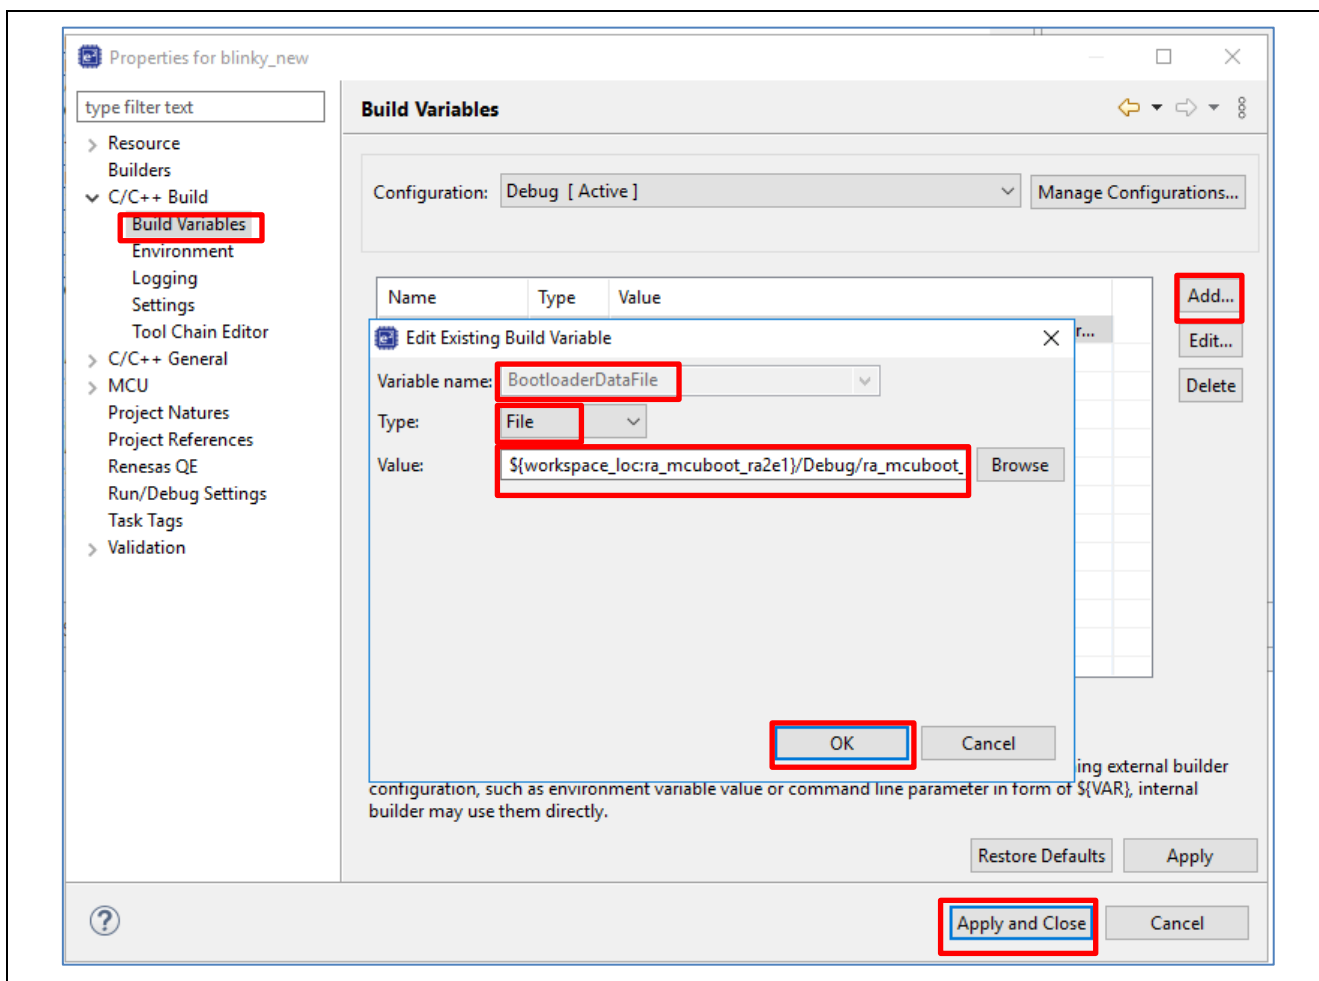 Properties for blinky_new
type filter text
Resource
Builders
C/C++ Build
Build Variables
Environment
Logging
Settings
Tool Chain Editor
C/C++ General
MCU
Project Natures
Project References
Renesas QE
Run/Debug Settings
Task Tags
Validation
Build Variables
Configuration: Debug [ Active ] Manage Configurations...
Name Type Value
Add...
Edit...
Delete
r...
Edit Existing Build Variable
Variable name: BootloaderDataFile
Type: File
Value: ${workspace_loc:ra_mcuboot_ra2e1}/Debug/ra_mcuboot_ Browse
OK Cancel
ing external builder
configuration, such as environment variable value or command line parameter in form of ${VAR}, internal
builder may use them directly.
Restore Defaults Apply
? Apply and Close Cancel